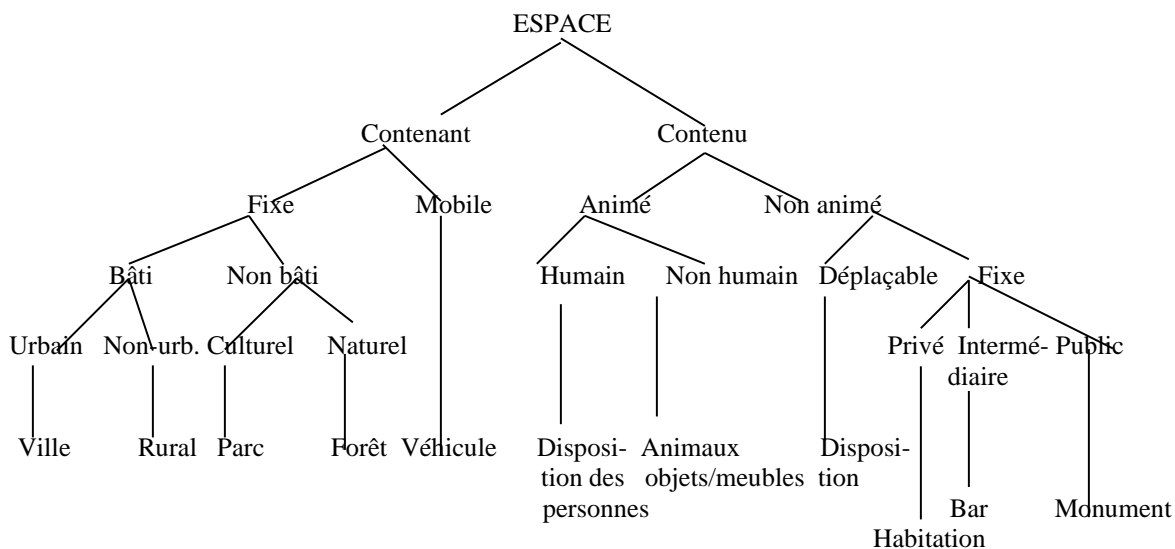 ESPACE
Contenant Contenu
Fixe Mobile Animé Non animé
Bâti Non bâti Humain Non humain Déplaçable Fixe
Urbain Non-urb. Culturel Naturel Privé Intermé- Public
diaire
Ville Rural Parc Forêt Véhicule Disposi- Animaux Disposi-
tion des objets/meubles tion
personnes Bar Monument
Habitation